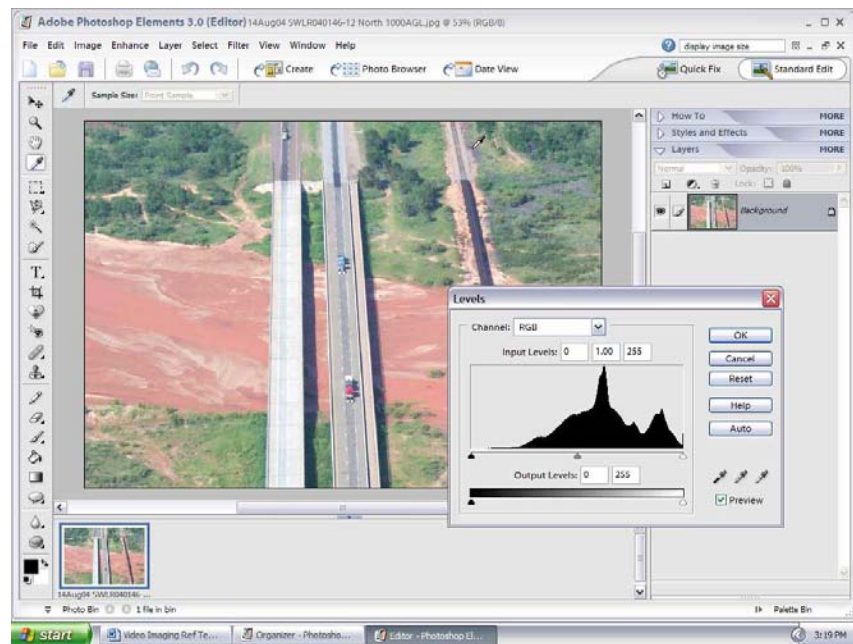 Adobe Photoshop Elements 3.0 (Editor) 14Aug04 SWLR040146-12 North 1000AGL.jpg @ 53% (RGB/8)
File Edit Image Enhance Layer Select Filter View Window Help
display image size
Create Photo Browser Date View
Quick Fix Standard Edit
Sample Size: Point Sample
How To MORE
Styles and Effects MORE
Layers MORE
Normal Opacity: 100%
Lock:
Background
Levels
Channel: RGB
Input Levels: 0 1.00 255
Output Levels: 0 255
OK
Cancel
Reset
Help
Auto
Preview
T
14Aug04 SWLR040146-...
Photo Bin 1 file in bin
Palette Bin
start Video Imaging Ref Te... Organizer - Photosho... Editor - Photoshop El... 3:19 PM